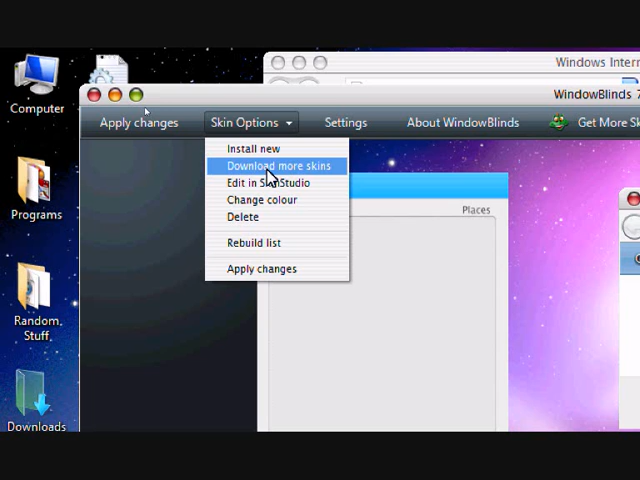 Windows Intern
WindowBlinds 7
Apply changes
Skin Options
Settings
About WindowBlinds
Get More Sk
Install new
Download more skins
Edit in SkinStudio
Change colour
Delete
Rebuild list
Apply changes
Places
Computer
Programs
Random.
Stuff
Downloads